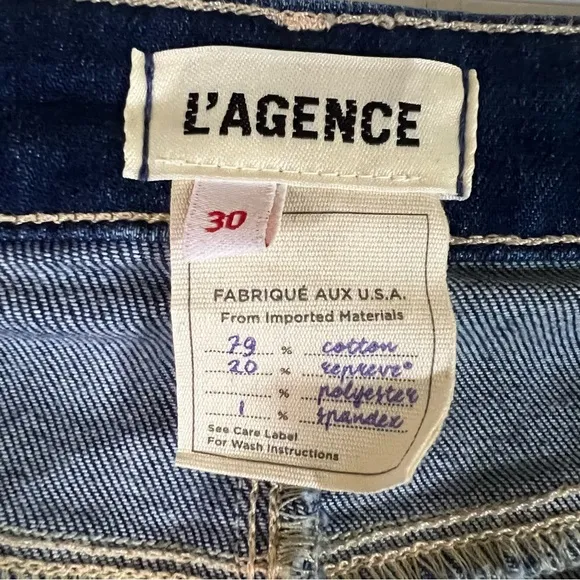 L'AGENCE
30
FABRIQUÉ AUX U.S.A.
From Imported Materials
79 % cotton
20 % repreve®
% polyester
1 % spandex
See Care Label
For Wash Instructions